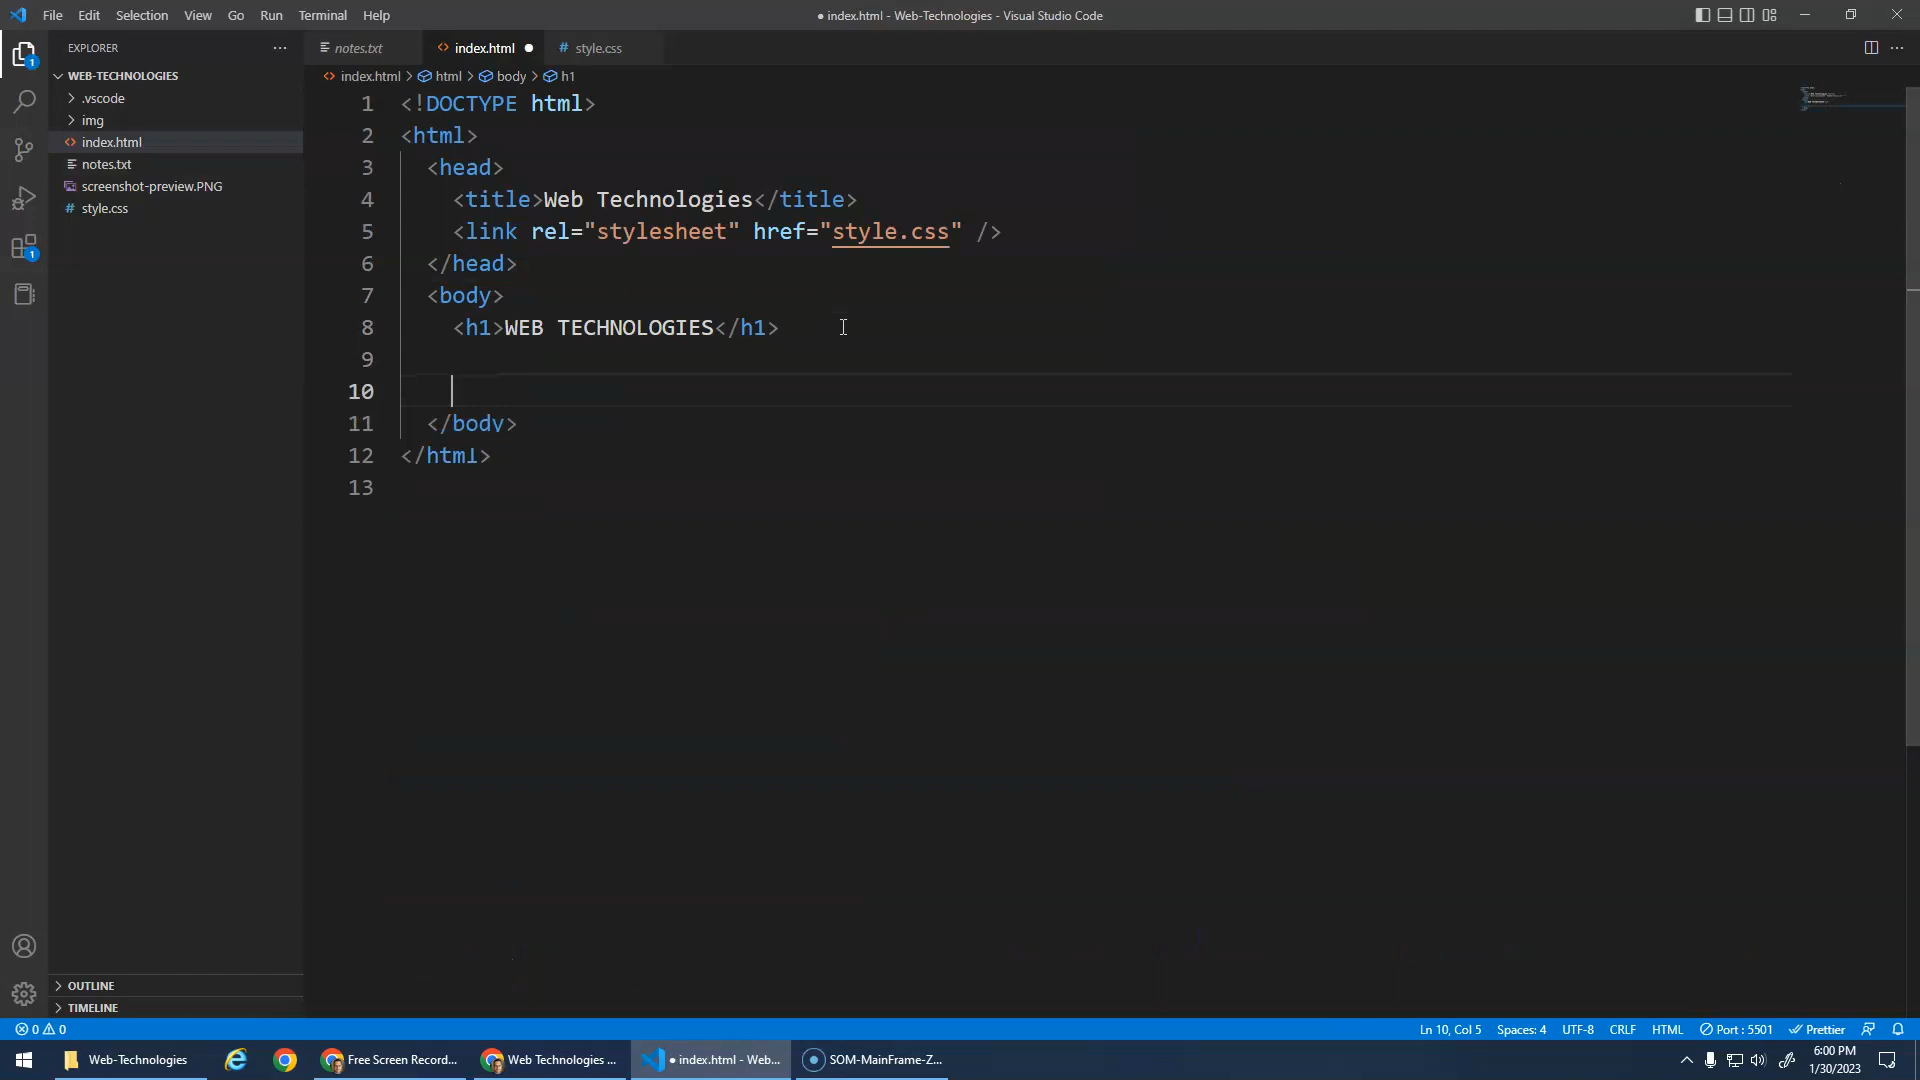 File Edit Selection View Go Run Terminal Help
● index.html - Web-Technologies - Visual Studio Code
EXPLORER
WEB-TECHNOLOGIES
.vscode
img
index.html
notes.txt
screenshot-preview.PNG
style.css
OUTLINE
TIMELINE
notes.txt
index.html
style.css
index.html > html > body > h1
1 <!DOCTYPE html>
2 <html>
3 <head>
4 <title>Web Technologies</title>
5 <link rel="stylesheet" href="style.css" />
6 </head>
7 <body>
8 <h1>WEB TECHNOLOGIES</h1>
9
10
11 </body>
12 </html>
13
1
1
0 0
Ln 10, Col 5 Spaces: 4 UTF-8 CRLF HTML Port : 5501 Prettier
Web-Technologies
Free Screen Record...
Web Technologies ...
● index.html - Web...
SOM-MainFrame-Z...
6:00 PM
1/30/2023